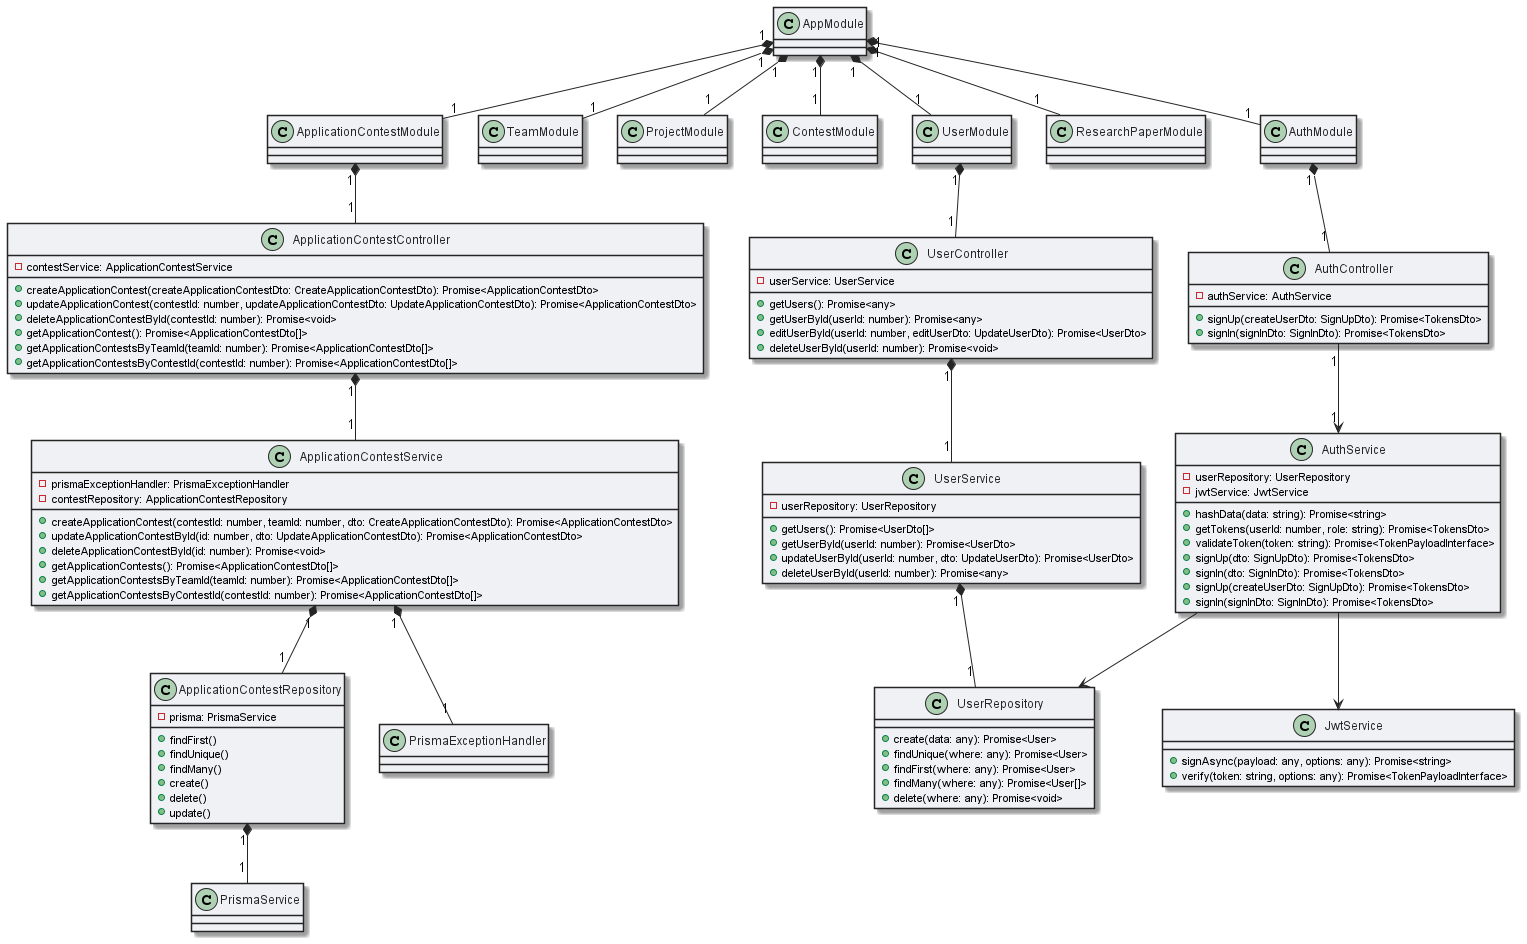 C AppModule
1
1
1
1
1
1
1
1
1
1
1
1
1
1
C ApplicationContestModule
C TeamModule
C ProjectModule
C ContestModule
C UserModule
C ResearchPaperModule
C AuthModule
1
1
1
1
1
1
C ApplicationContestController
contestService: ApplicationContestService
createApplicationContest(createApplicationContestDto: CreateApplicationContestDto): Promise<ApplicationContestDto>
updateApplicationContest(contestId: number, updateApplicationContestDto: UpdateApplicationContestDto): Promise<ApplicationContestDto>
deleteApplicationContestById(contestId: number): Promise<void>
getApplicationContest(): Promise<ApplicationContestDto[]>
getApplicationContestsByTeamId(teamId: number): Promise<ApplicationContestDto[]>
getApplicationContestsByContestId(contestId: number): Promise<ApplicationContestDto[]>
C UserController
userService: UserService
getUsers(): Promise<any>
getUserById(userId: number): Promise<any>
editUserById(userId: number, editUserDto: UpdateUserDto): Promise<UserDto>
deleteUserById(userId: number): Promise<void>
C AuthController
authService: AuthService
signUp(createUserDto: SignUpDto): Promise<TokensDto>
signIn(signInDto: SignInDto): Promise<TokensDto>
1
1
1
1
1
1
C ApplicationContestService
prismaExceptionHandler: PrismaExceptionHandler
contestRepository: ApplicationContestRepository
createApplicationContest(contestId: number, teamId: number, dto: CreateApplicationContestDto): Promise<ApplicationContestDto>
updateApplicationContestById(id: number, dto: UpdateApplicationContestDto): Promise<ApplicationContestDto>
deleteApplicationContestById(id: number): Promise<void>
getApplicationContests(): Promise<ApplicationContestDto[]>
getApplicationContestsByTeamId(teamId: number): Promise<ApplicationContestDto[]>
getApplicationContestsByContestId(contestId: number): Promise<ApplicationContestDto[]>
C UserService
userRepository: UserRepository
getUsers(): Promise<UserDto[]>
getUserById(userId: number): Promise<UserDto>
updateUserById(userId: number, dto: UpdateUserDto): Promise<UserDto>
deleteUserById(userId: number): Promise<any>
C AuthService
userRepository: UserRepository
jwtService: JwtService
hashData(data: string): Promise<string>
getTokens(userId: number, role: string): Promise<TokensDto>
validateToken(token: string): Promise<TokenPayloadInterface>
signUp(dto: SignUpDto): Promise<TokensDto>
signIn(dto: SignInDto): Promise<TokensDto>
signUp(createUserDto: SignUpDto): Promise<TokensDto>
signIn(signInDto: SignInDto): Promise<TokensDto>
1
1
1
1
1
1
C ApplicationContestRepository
prisma: PrismaService
findFirst()
findUnique()
findMany()
create()
delete()
update()
C PrismaExceptionHandler
C UserRepository
create(data: any): Promise<User>
findUnique(where: any): Promise<User>
findFirst(where: any): Promise<User>
findMany(where: any): Promise<User[]>
delete(where: any): Promise<void>
C JwtService
signAsync(payload: any, options: any): Promise<string>
verify(token: string, options: any): Promise<TokenPayloadInterface>
1
1
C PrismaService